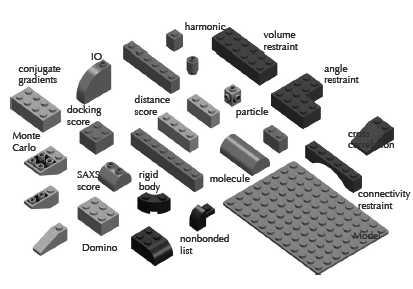 harmonic
volume
restraint
IO
conjugate
gradients
angle
restraint
docking
score
distance
score
particle
Monte
Carlo
cross
correlation
SAXS
score
rigid
body
molecule
connectivity
restraint
Domino
nonbonded
list
Model